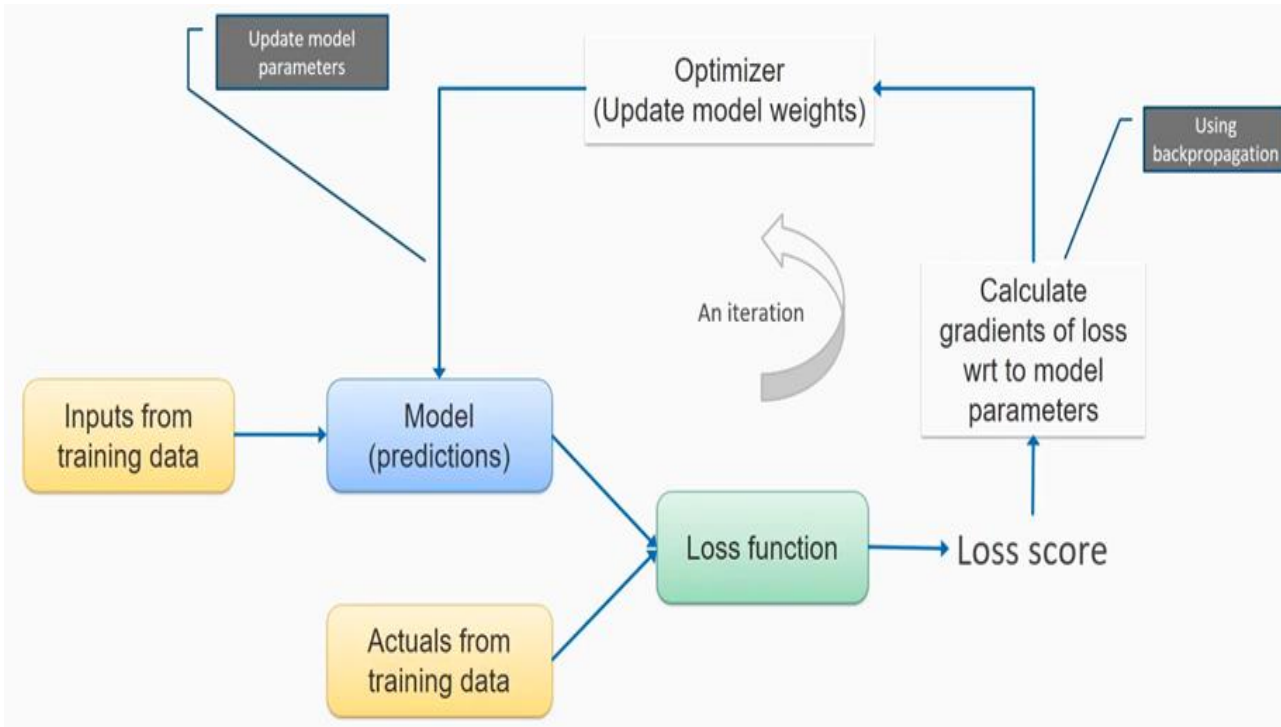 Update model
parameters
Optimizer
(Update model weights)
Using
backpropagation
An iteration
Calculate
gradients of loss
wrt to model
parameters
Inputs from
training data
Model
(predictions)
Loss function
Loss score
Actuals from
training data